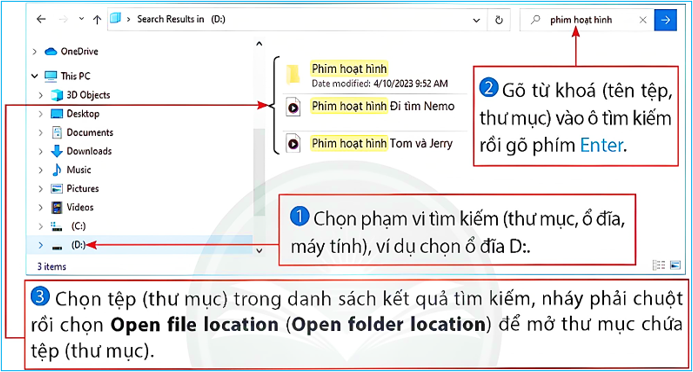 Search Results in (D:)
phim hoạt hình
OneDrive
This PC
3D Objects
Desktop
Documents
Downloads
Music
Pictures
Videos
(C:)
(D:)
3 items
Phim hoạt hình
Date modified: 4/10/2023 9:52 AM
Phim hoạt hình Đi tìm Nemo
Phim hoạt hình Tom và Jerry
2 Gõ từ khoá (tên tệp,
thư mục) vào ô tìm kiếm
rồi gõ phím Enter.
1 Chọn phạm vi tìm kiếm (thư mục, ổ đĩa,
máy tính), ví dụ chọn ổ đĩa D:.
3 Chọn tệp (thư mục) trong danh sách kết quả tìm kiếm, nháy phải chuột
rồi chọn Open file location (Open folder location) để mở thư mục chứa
tệp (thư mục).